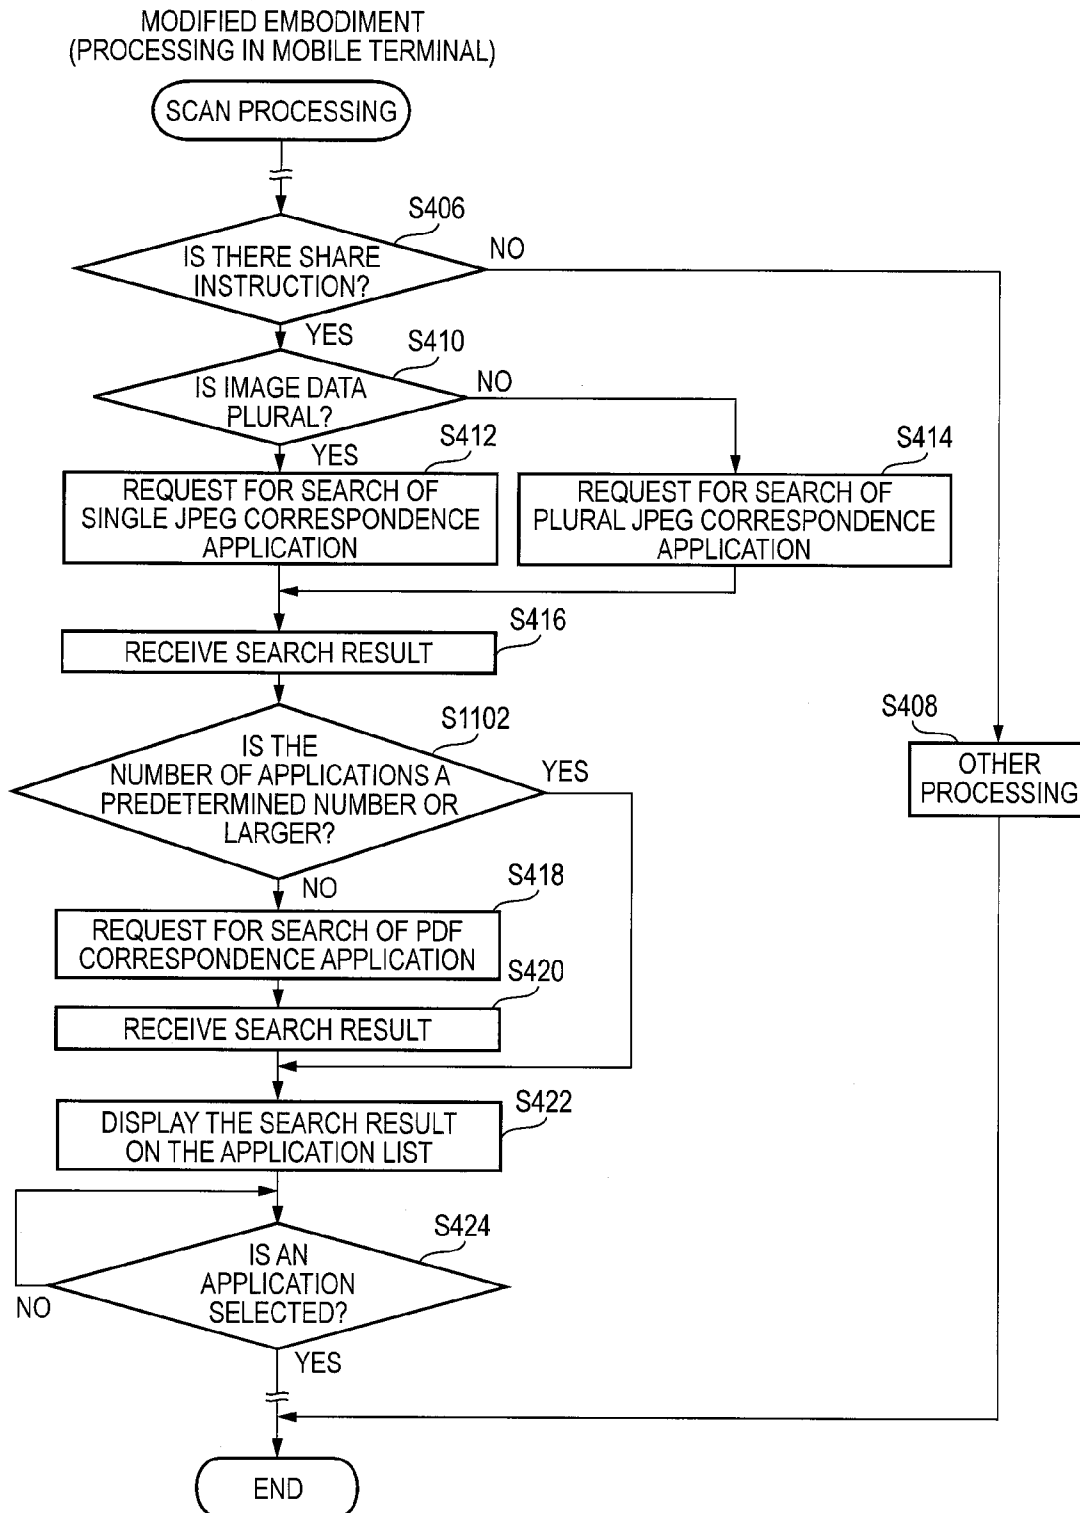 MODIFIED EMBODIMENT
(PROCESSING IN MOBILE TERMINAL)
SCAN PROCESSING
S406
IS THERE SHARE
INSTRUCTION?
NO
YES
S410
IS IMAGE DATA
PLURAL?
NO
YES
S412
REQUEST FOR SEARCH OF
SINGLE JPEG CORRESPONDENCE
APPLICATION
S414
REQUEST FOR SEARCH OF
PLURAL JPEG CORRESPONDENCE
APPLICATION
S416
RECEIVE SEARCH RESULT
S1102
IS THE
NUMBER OF APPLICATIONS A
PREDETERMINED NUMBER OR
LARGER?
YES
NO
S408
OTHER
PROCESSING
S418
REQUEST FOR SEARCH OF PDF
CORRESPONDENCE APPLICATION
S420
RECEIVE SEARCH RESULT
S422
DISPLAY THE SEARCH RESULT
ON THE APPLICATION LIST
S424
IS AN
APPLICATION
SELECTED?
NO
YES
END